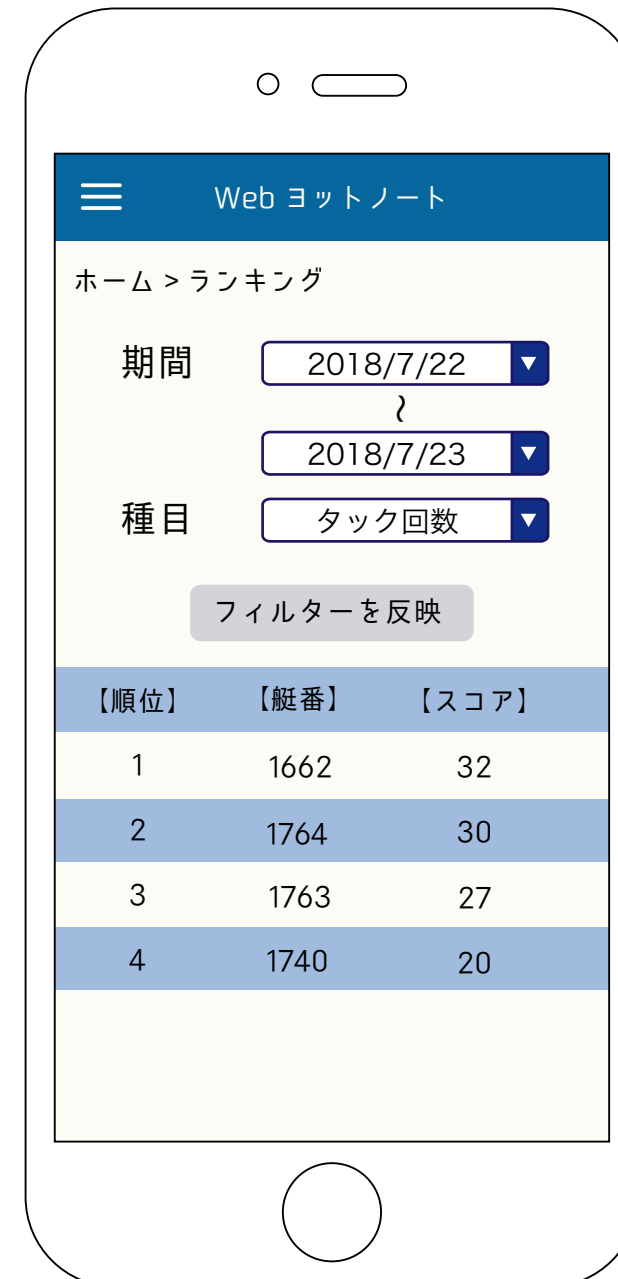 Web ヨットノート
ホーム > ランキング
期間 2018/7/22 ▼
~
2018/7/23 ▼
種目 タック回数 ▼
フィルターを反映
【順位】 【艇番】 【スコア】
1 1662 32
2 1764 30
3 1763 27
4 1740 20